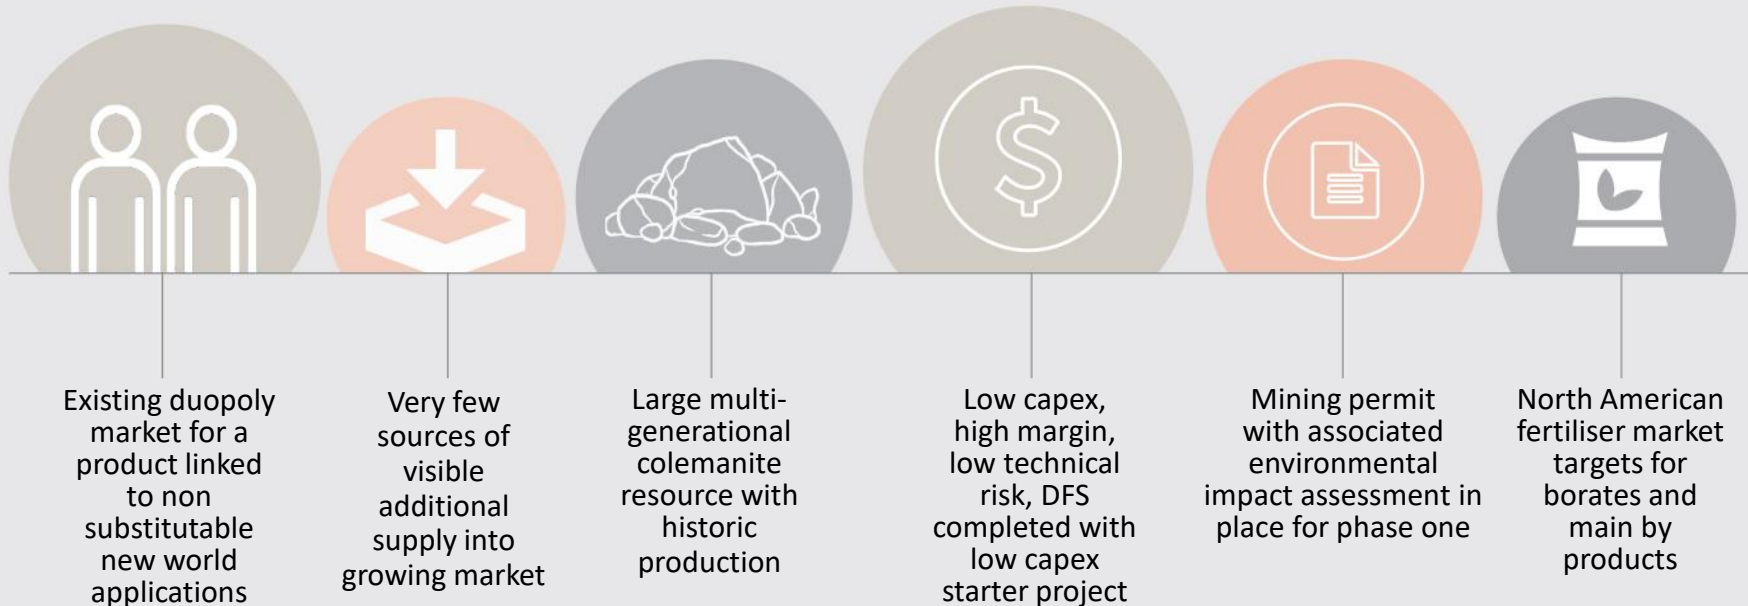 Existing duopoly
market for a
product linked
to non
substitutable
new world
applications
Very few
sources of
visible
additional
supply into
growing market
Large multi-
generational
colemanite
resource with
historic
production
Low capex,
high margin,
low technical
risk, DFS
completed with
low capex
starter project
Mining permit
with associated
environmental
impact assessment in
place for phase one
North American
fertiliser market
targets for
borates and
main by
products